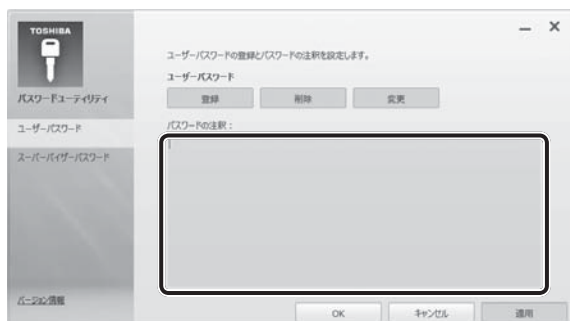 TOSHIBA
パスワードユーティリティ
ユーザーパスワード
スーパーバイザーパスワード
バージョン情報
ユーザーパスワードの登録とパスワードの注釈を設定します。
ユーザーパスワード
登録 削除 変更
パスワードの注釈：
OK キャンセル 適用